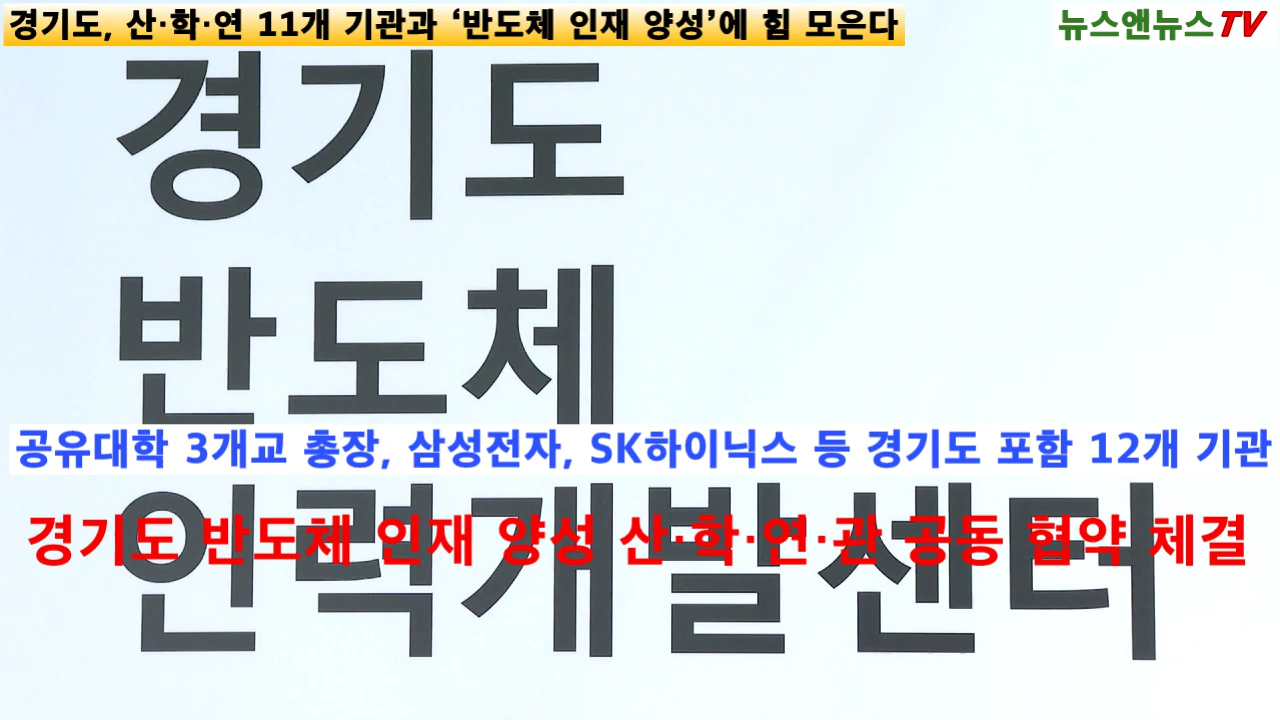 경기도, 산·학·연 11개 기관과 ‘반도체 인재 양성’에 힘 모은다
뉴스앤뉴스TV
경기도
반도체
공유대학 3개교 총장, 삼성전자, SK하이닉스 등 경기도 포함 12개 기관
인력개발센터
경기도 반도체 인재 양성 산·학·연·관 공동 협약 체결